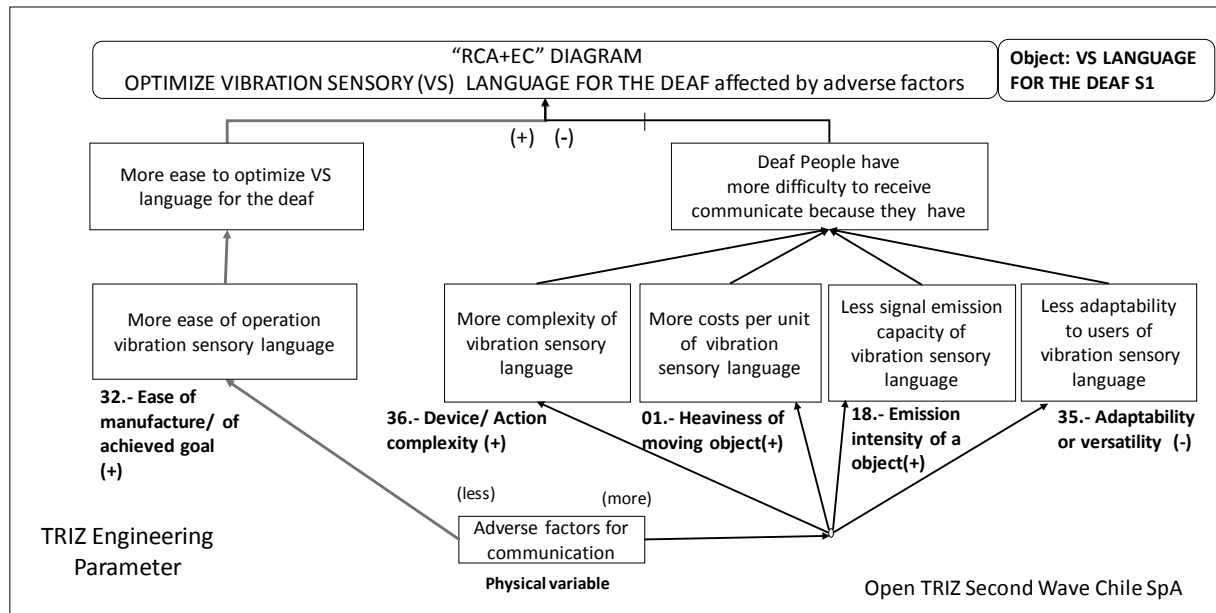 “RCA+EC” DIAGRAM
OPTIMIZE VIBRATION SENSORY (VS) LANGUAGE FOR THE DEAF affected by adverse factors
Object: VS LANGUAGE
FOR THE DEAF S1
(+) (-)
More ease to optimize VS
language for the deaf
Deaf People have
more difficulty to receive
communicate because they have
More ease of operation
vibration sensory language
More complexity of
vibration sensory
language
More costs per unit
of vibration
sensory language
Less signal emission
capacity of
vibration sensory
language
Less adaptability
to users of
vibration sensory
language
32.- Ease of
manufacture/ of
achieved goal
(+)
36.- Device/ Action
complexity (+)
01.- Heaviness of
moving object(+)
18.- Emission
intensity of a
object(+)
35.- Adaptability
or versatility (-)
(less)
(more)
Adverse factors for
communication
Physical variable
TRIZ Engineering
Parameter
Open TRIZ Second Wave Chile SpA